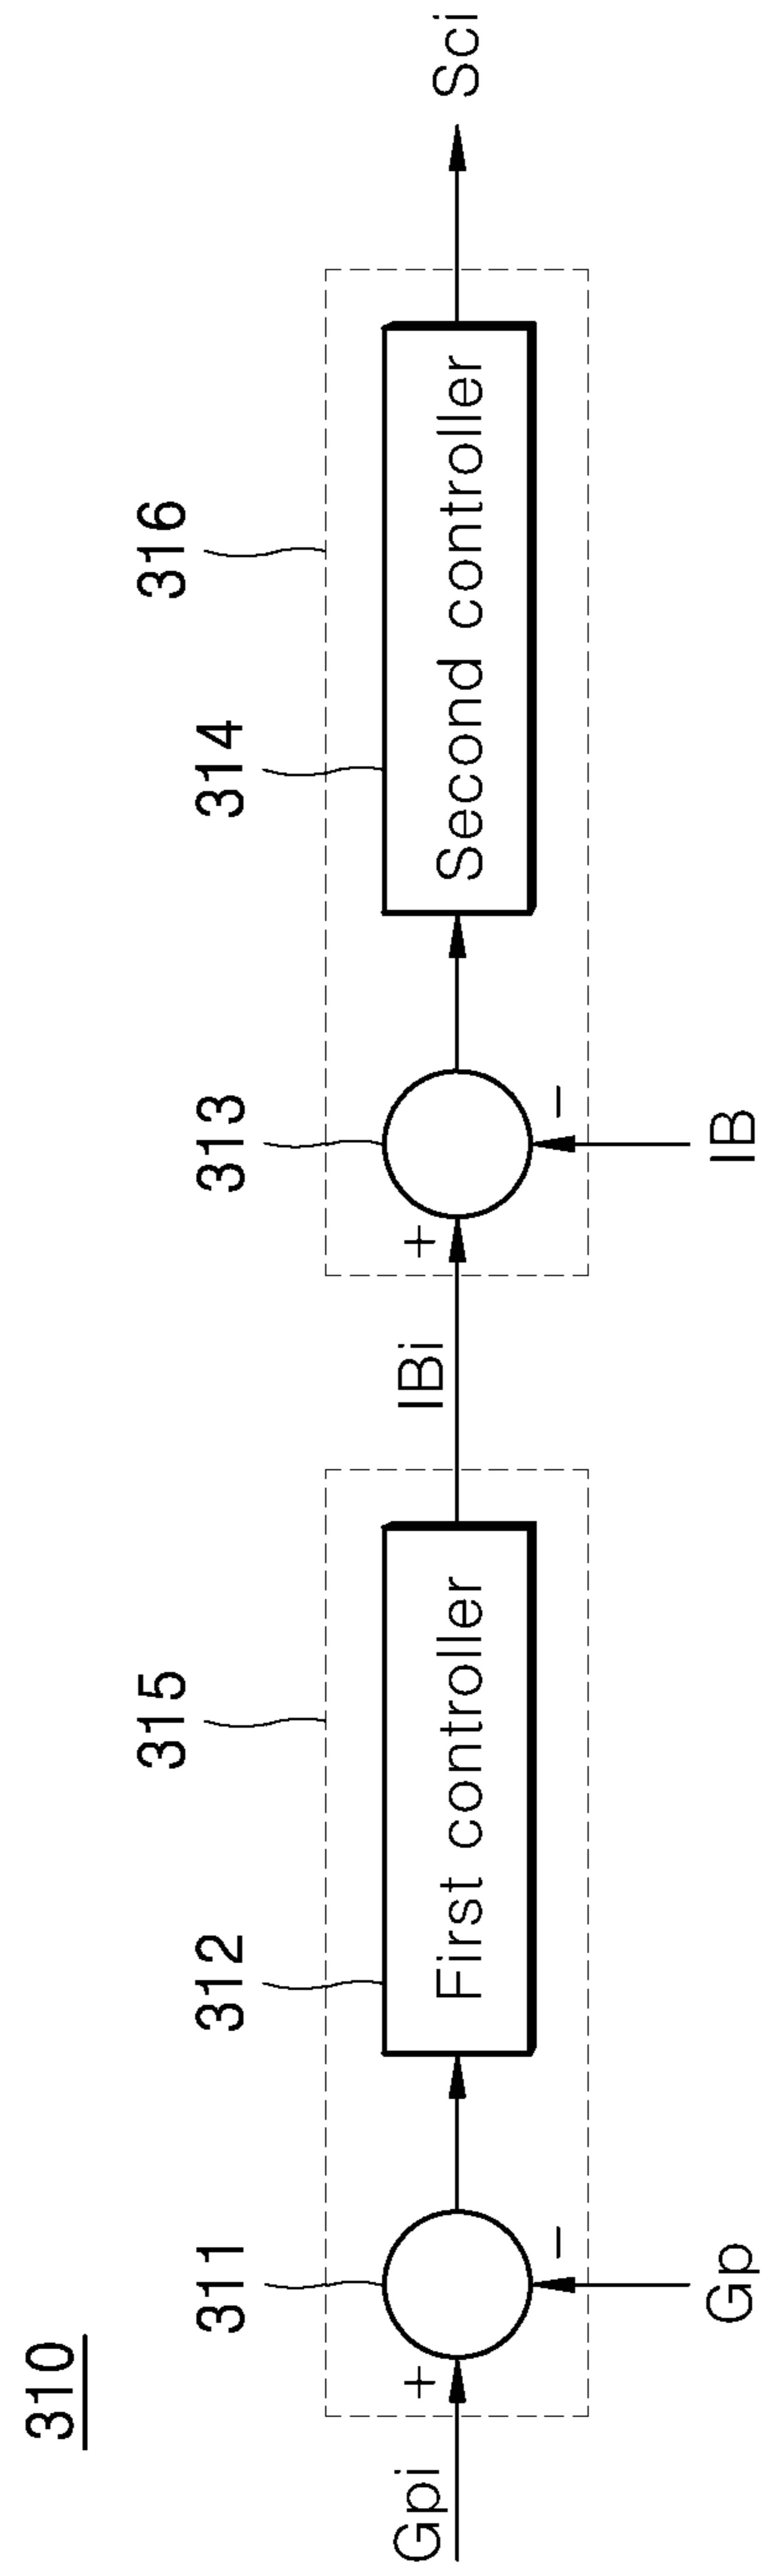 310
315
316
311
312
313
314
Gpi
+
First controller
IBi
+
Second controller
Sci
−
−
Gp
IB